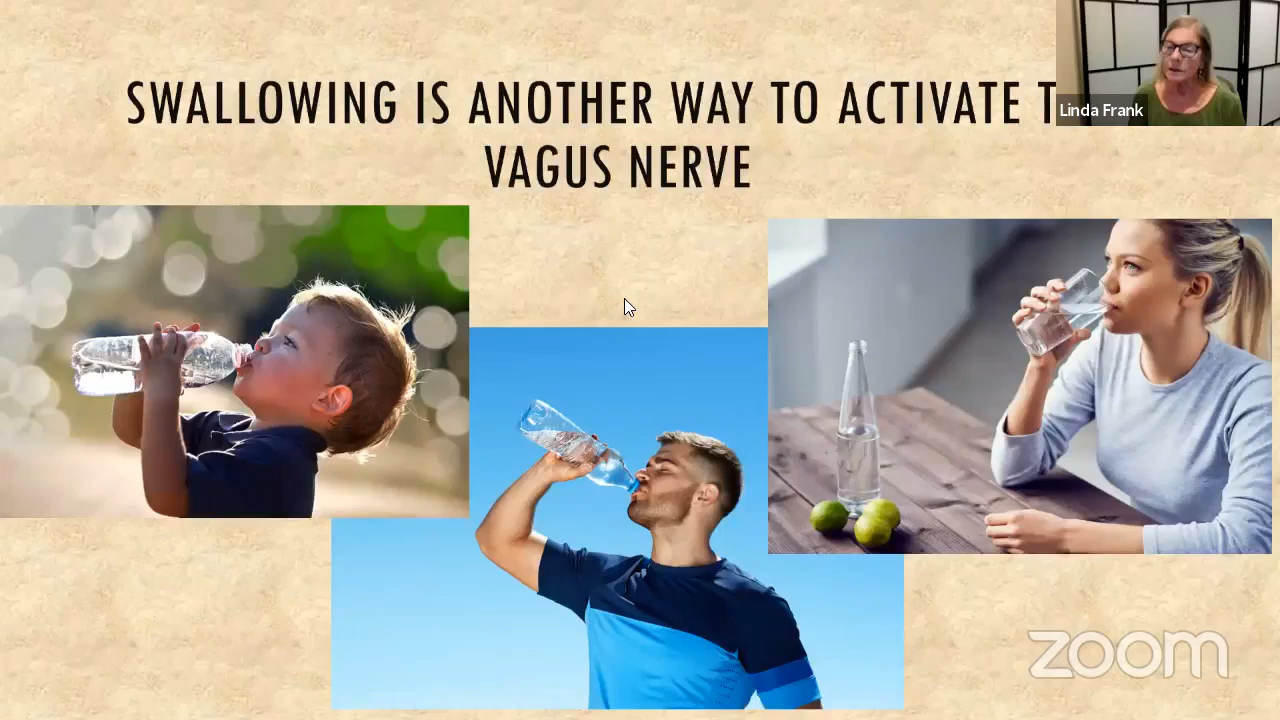 SWALLOWING IS ANOTHER WAY TO ACTIVATE
VAGUS NERVE
Linda Frank
zoom